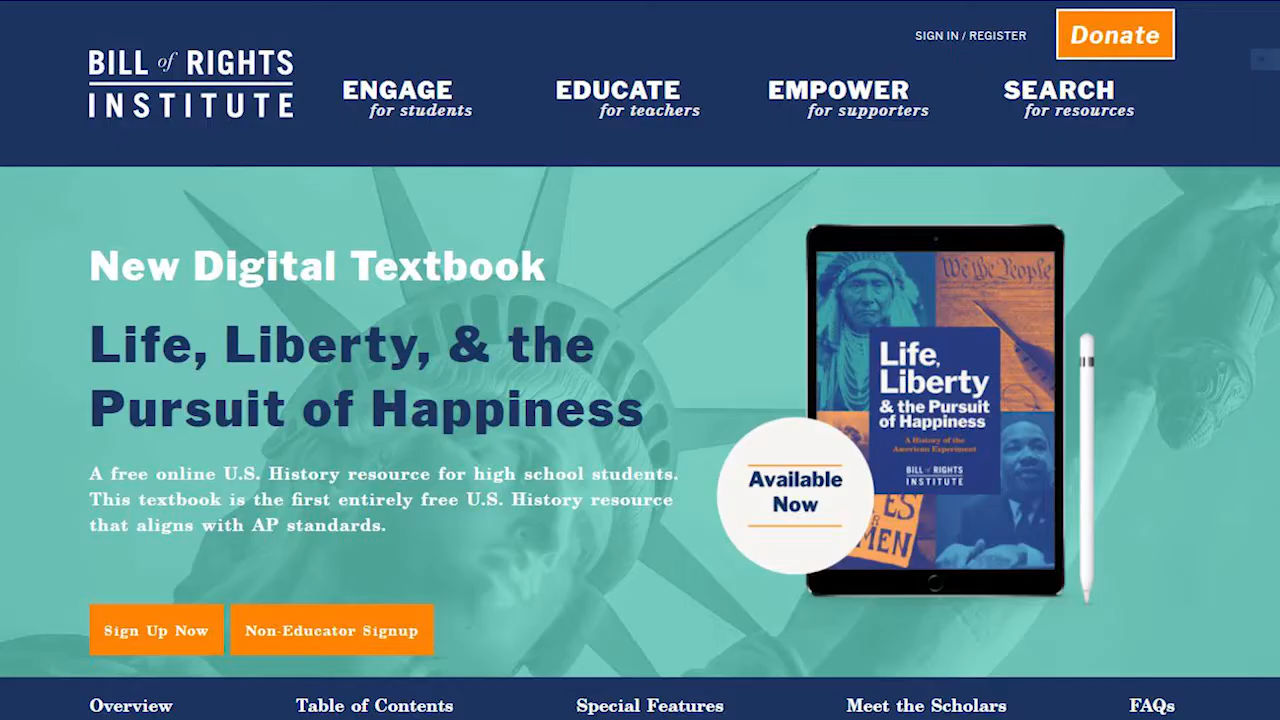 SIGN IN / REGISTER
Donate
BILL of RIGHTS
INSTITUTE
ENGAGE
for students
EDUCATE
for teachers
EMPOWER
for supporters
SEARCH
for resources
New Digital Textbook
Life, Liberty, & the
Pursuit of Happiness
A free online U.S. History resource for high school students.
This textbook is the first entirely free U.S. History resource
that aligns with AP standards.
Sign Up Now
Non-Educator Signup
Available
Now
We the People
Life,
Liberty
& the Pursuit
of Happiness
A History of the
American Experiment
BILL of RIGHTS
INSTITUTE
MEN
Overview
Table of Contents
Special Features
Meet the Scholars
FAQs